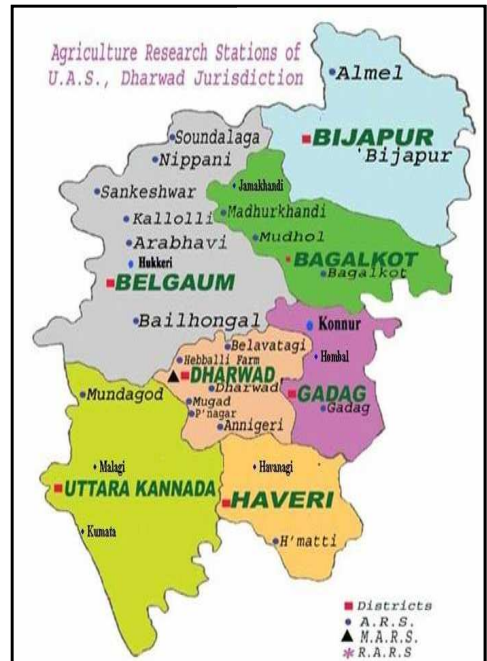 Agriculture Research Stations of
U.A.S., Dharwad Jurisdiction
Almel
BIJAPUR
Bijapur
Soundalaga
Nippani
Jamakhandi
Sankeshwar
Madhurkhandi
Kallolli
Mudhol
Arabhavi
BAGALKOT
Hukkeri
Bagalkot
BELGAUM
Bailhongal
Konnur
Belavatagi
Hombal
Hebballi Farm
DHARWAD
Dharwad
GADAG
Mundagod
Mugad
Gadag
P'nagar
Annigeri
Malagi
Havanagi
UTTARA KANNADA
HAVERI
Kumata
H'matti
Districts
A.R.S.
M.A.R.S.
R.A.R.S